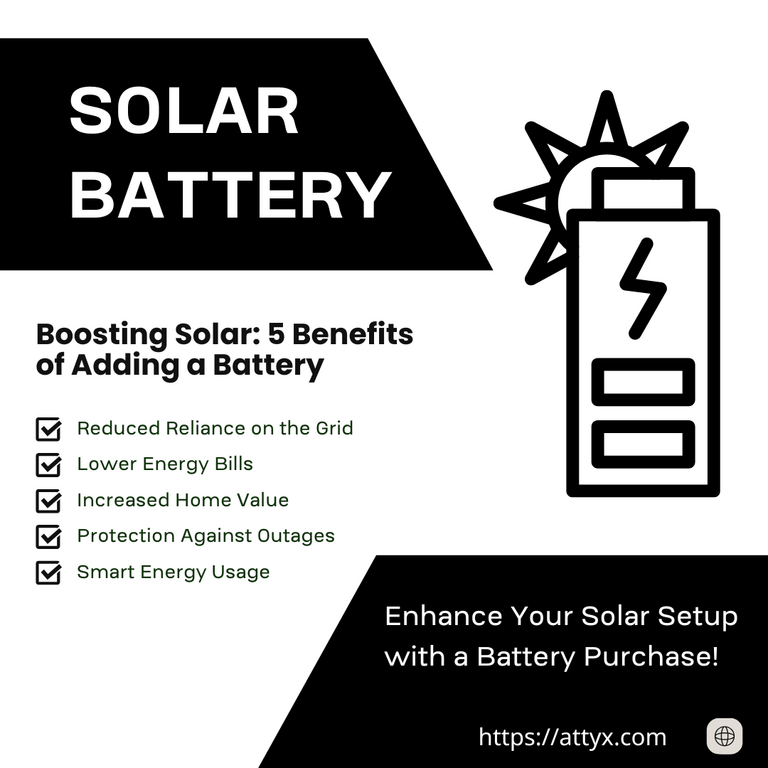 SOLAR
BATTERY
Boosting Solar: 5 Benefits
of Adding a Battery
Reduced Reliance on the Grid
Lower Energy Bills
Increased Home Value
Protection Against Outages
Smart Energy Usage
Enhance Your Solar Setup
with a Battery Purchase!
https://attyx.com